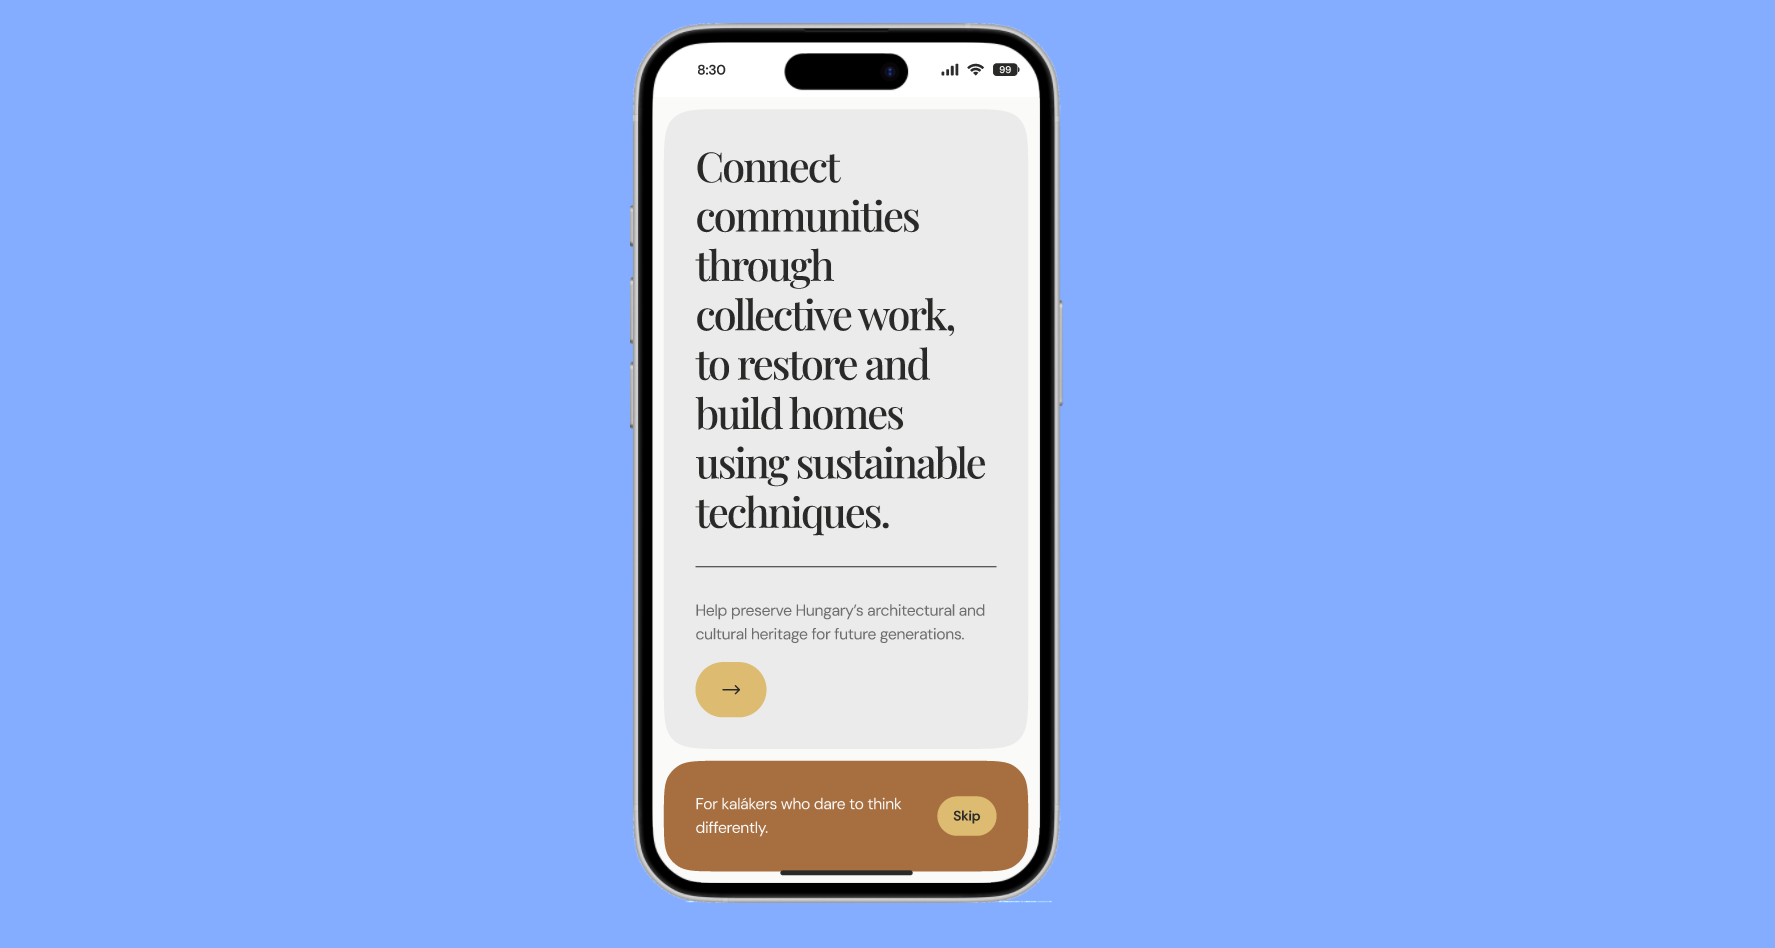 8:30
99
Connect
communities
through
collective work,
to restore and
build homes
using sustainable
techniques.
Help preserve Hungary’s architectural and
cultural heritage for future generations.
→
For kalákers who dare to think
differently.
Skip